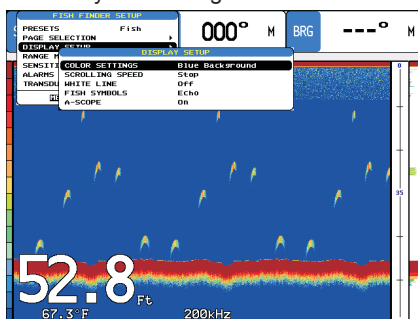 FISH FINDER SETUP
PRESETS Fish
PAGE SELECTION
DISPLAY SETUP
RANGE
SENSITI
ALARMS
TRANSDU
000° M
BRG ---° M
DISPLAY SETUP
COLOR SETTINGS Blue Background
SCROLLING SPEED Stop
WHITE LINE Off
FISH SYMBOLS Echo
A-SCOPE On
0
35
52.8 Ft
67.3°F 200kHz